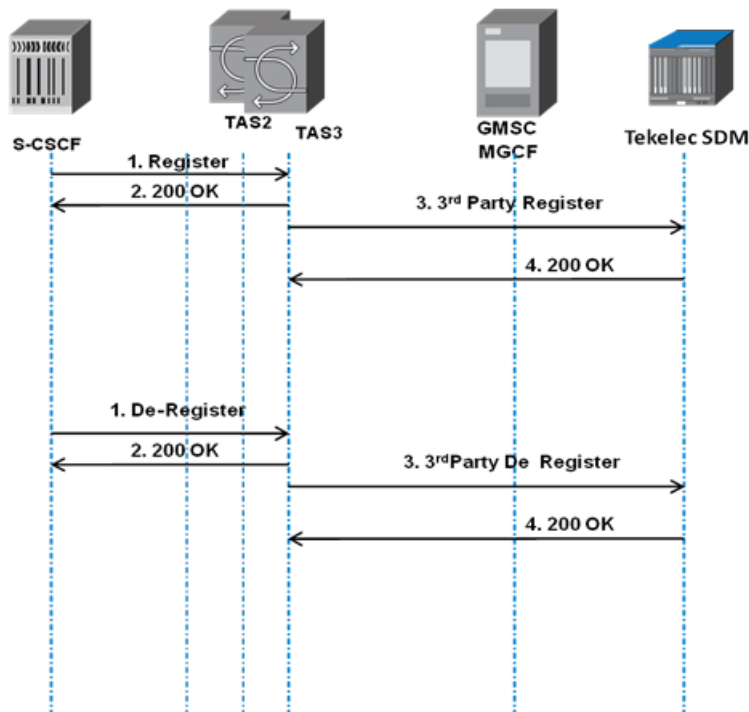 S-CSCF
TAS2
TAS3
GMSC
MGCF
Tekelec SDM
1. Register
2. 200 OK
3. 3rd Party Register
4. 200 OK
1. De-Register
2. 200 OK
3. 3rdParty De Register
4. 200 OK